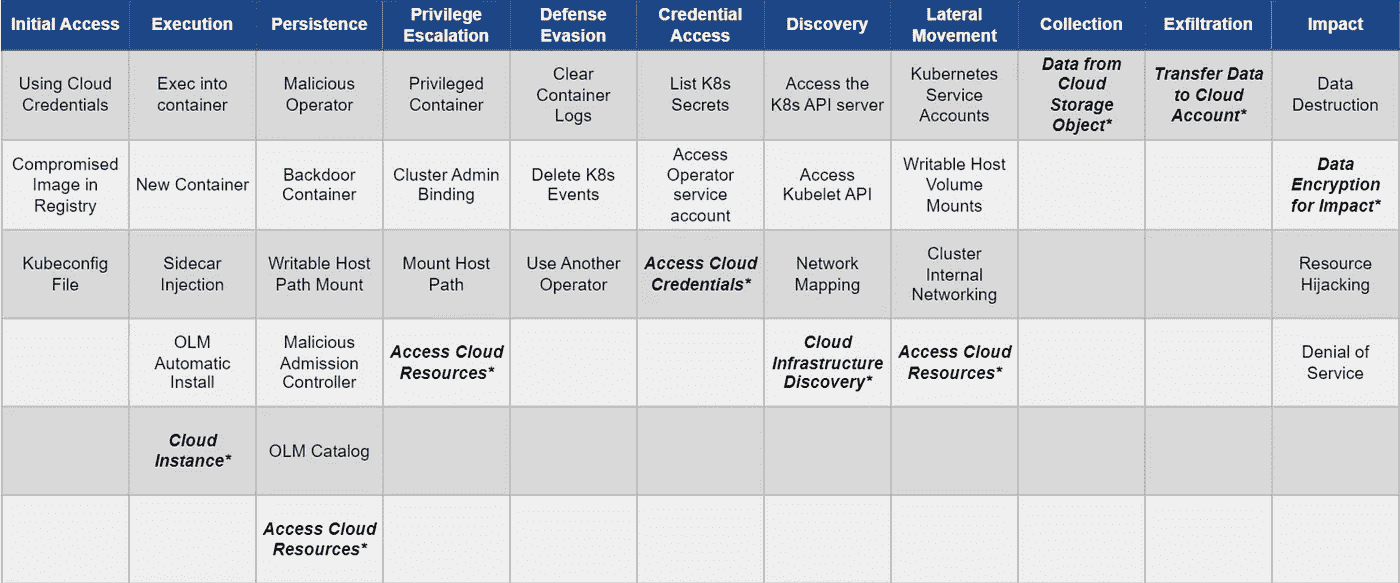 Initial Access
Execution
Persistence
Privilege
Escalation
Defense
Evasion
Credential
Access
Discovery
Lateral
Movement
Collection
Exfiltration
Impact
Using Cloud
Credentials
Exec into
container
Malicious
Operator
Privileged
Container
Clear
Container
Logs
List K8s
Secrets
Access the
K8s API server
Kubernetes
Service
Accounts
Data from
Cloud
Storage
Object*
Transfer Data
to Cloud
Account*
Data
Destruction
Compromised
Image in
Registry
New Container
Backdoor
Container
Cluster Admin
Binding
Delete K8s
Events
Access
Operator
service
account
Access
Kubelet API
Writable Host
Volume
Mounts
Data
Encryption
for Impact*
Kubeconfig
File
Sidecar
Injection
Writable Host
Path Mount
Mount Host
Path
Use Another
Operator
Access Cloud
Credentials*
Network
Mapping
Cluster
Internal
Networking
Resource
Hijacking
OLM
Automatic
Install
Malicious
Admission
Controller
Access Cloud
Resources*
Cloud
Infrastructure
Discovery*
Access Cloud
Resources*
Denial of
Service
Cloud
Instance*
OLM Catalog
Access Cloud
Resources*